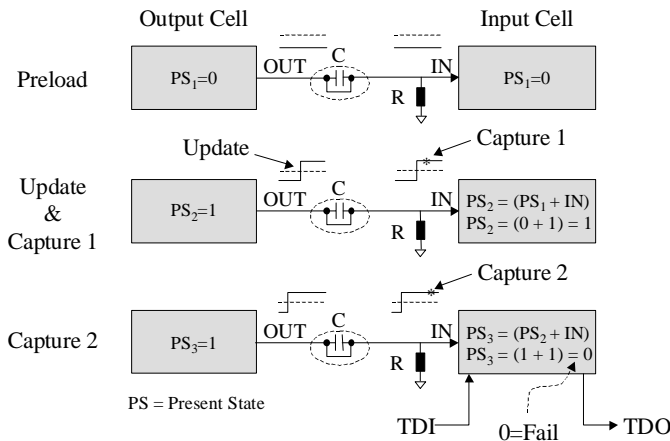 Output Cell
Input Cell
Preload
PS1=0
OUT
C
IN
R
PS1=0
Update
Capture 1
Update
&
Capture 1
PS2=1
OUT
C
IN
R
PS2 = (PS1 + IN)
PS2 = (0 + 1) = 1
*
Capture 2
Capture 2
PS3=1
OUT
C
IN
R
PS3 = (PS2 + IN)
PS3 = (1 + 1) = 0
*
PS = Present State
TDI
0=Fail
TDO